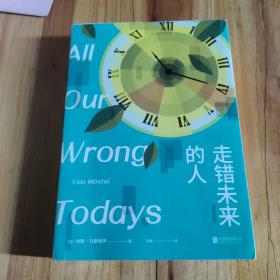 All
Our
Wrong
Elan Mastai
Todays
走错未来
的人